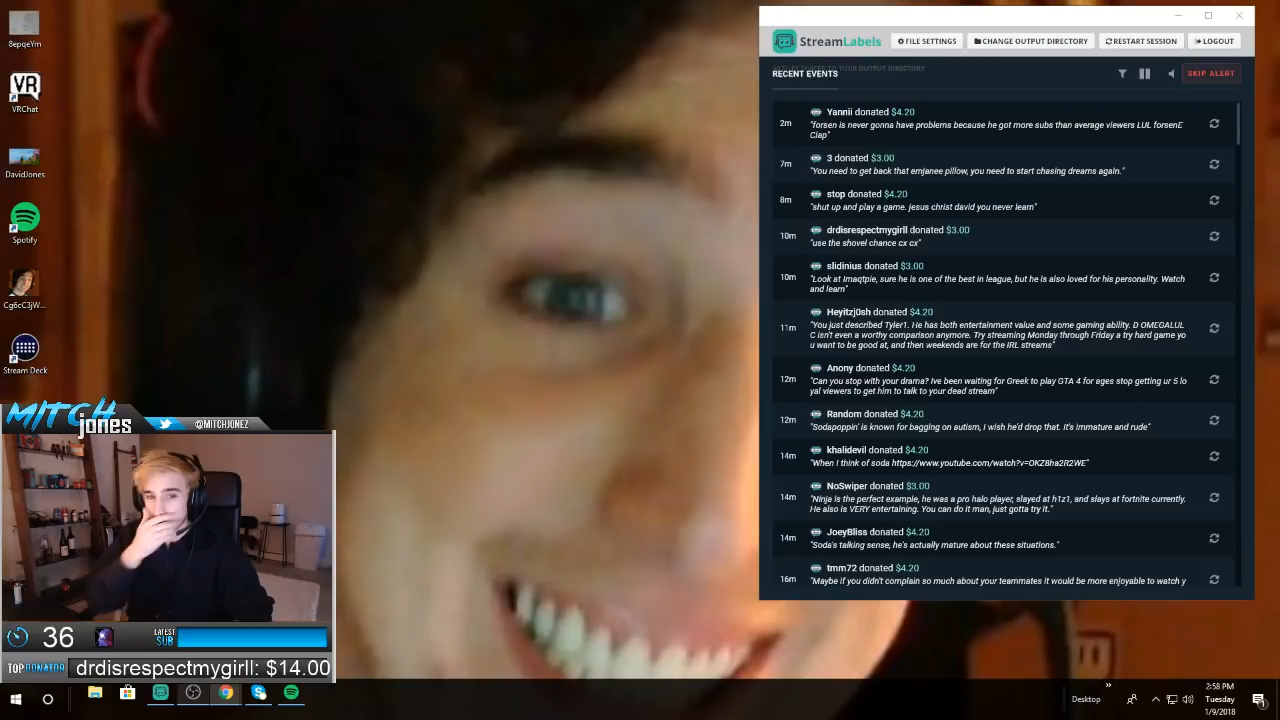 8epqeYm
VR
VRChat
DavidJones
Spotify
Cg6cC3jW...
Stream Deck
StreamLabels
FILE SETTINGS
CHANGE OUTPUT DIRECTORY
RESTART SESSION
LOGOUT
RECENT EVENTS
SKIP ALERT
2m
Yannii donated $4.20
"forsen is never gonna have problems because he got more subs than average viewers LUL forsenE
Clap"
7m
3 donated $3.00
"You need to get back that emjanee pillow, you need to start chasing dreams again."
8m
stop donated $4.20
"shut up and play a game. jesus christ david you never learn"
10m
drdisrespectmygirll donated $3.00
"use the shovel chance cx cx"
10m
slidinius donated $3.00
"Look at Imaqtpie, sure he is one of the best in league, but he is also loved for his personality. Watch
and learn"
11m
Heyitzj0sh donated $4.20
"You just described Tyler1. He has both entertainment value and some gaming ability. D OMEGALUL
C isn't even a worthy comparison anymore. Try streaming Monday through Friday a try hard game yo
u want to be good at, and then weekends are for the IRL streams"
12m
Anony donated $4.20
"Can you stop with your drama? Ive been waiting for Greek to play GTA 4 for ages stop getting ur 5 lo
yal viewers to get him to talk to your dead stream"
12m
Random donated $4.20
"Sodapoppin' is known for bagging on autism, I wish he'd drop that. It's immature and rude"
14m
khalidevil donated $4.20
"When I think of soda https://www.youtube.com/watch?v=OKZ8ha2R2WE"
14m
NoSwiper donated $3.00
"Ninja is the perfect example, he was a pro halo player, slayed at h1z1, and slays at fortnite currently.
He also is VERY entertaining. You can do it man, just gotta try it."
14m
JoeyBliss donated $4.20
"Soda's talking sense, he's actually mature about these situations."
16m
tmm72 donated $4.20
"Maybe if you didn't complain so much about your teammates it would be more enjoyable to watch y
MITCH
jones
@MITCHJONEZ
36
LATEST
SUB
TOP DONATOR
drdisrespectmygirll: $14.00
Desktop
2:58 PM
Tuesday
1/9/2018